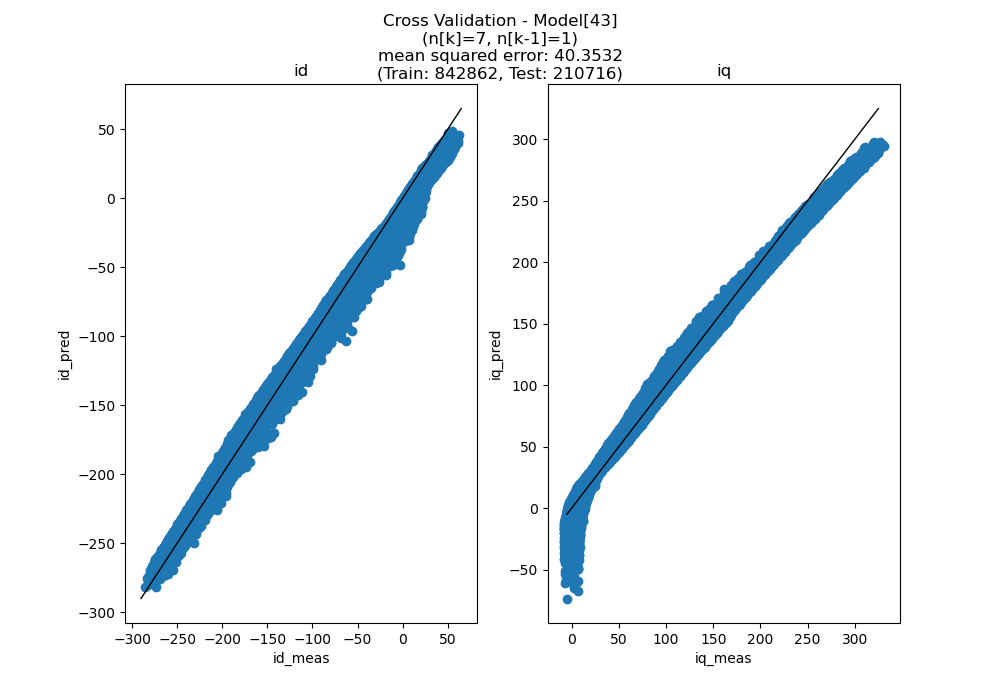 Cross Validation - Model[43]
(n[k]=7, n[k-1]=1)
mean squared error: 40.3532
(Train: 842862, Test: 210716)
id
50
0
−50
−100
−150
−200
−250
−300
id_pred
−300 −250 −200 −150 −100 −50 0 50
id_meas
iq
300
250
200
150
100
50
0
−50
iq_pred
0 50 100 150 200 250 300
iq_meas